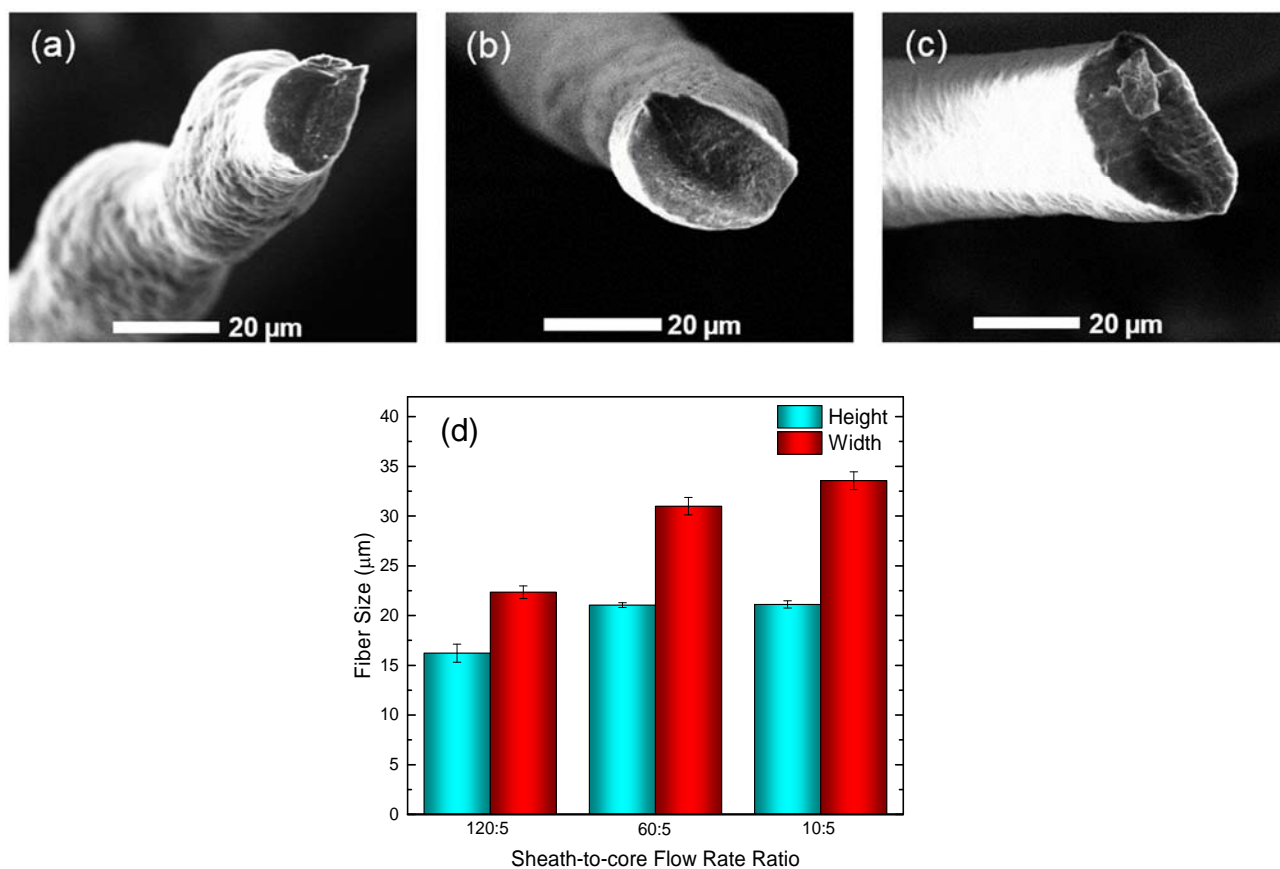 (a)
20 µm
(b)
20 µm
(c)
20 µm
(d)
Height
Width
Fiber Size (µm)
40
35
30
25
20
15
10
5
0
120:5 60:5 10:5
Sheath-to-core Flow Rate Ratio